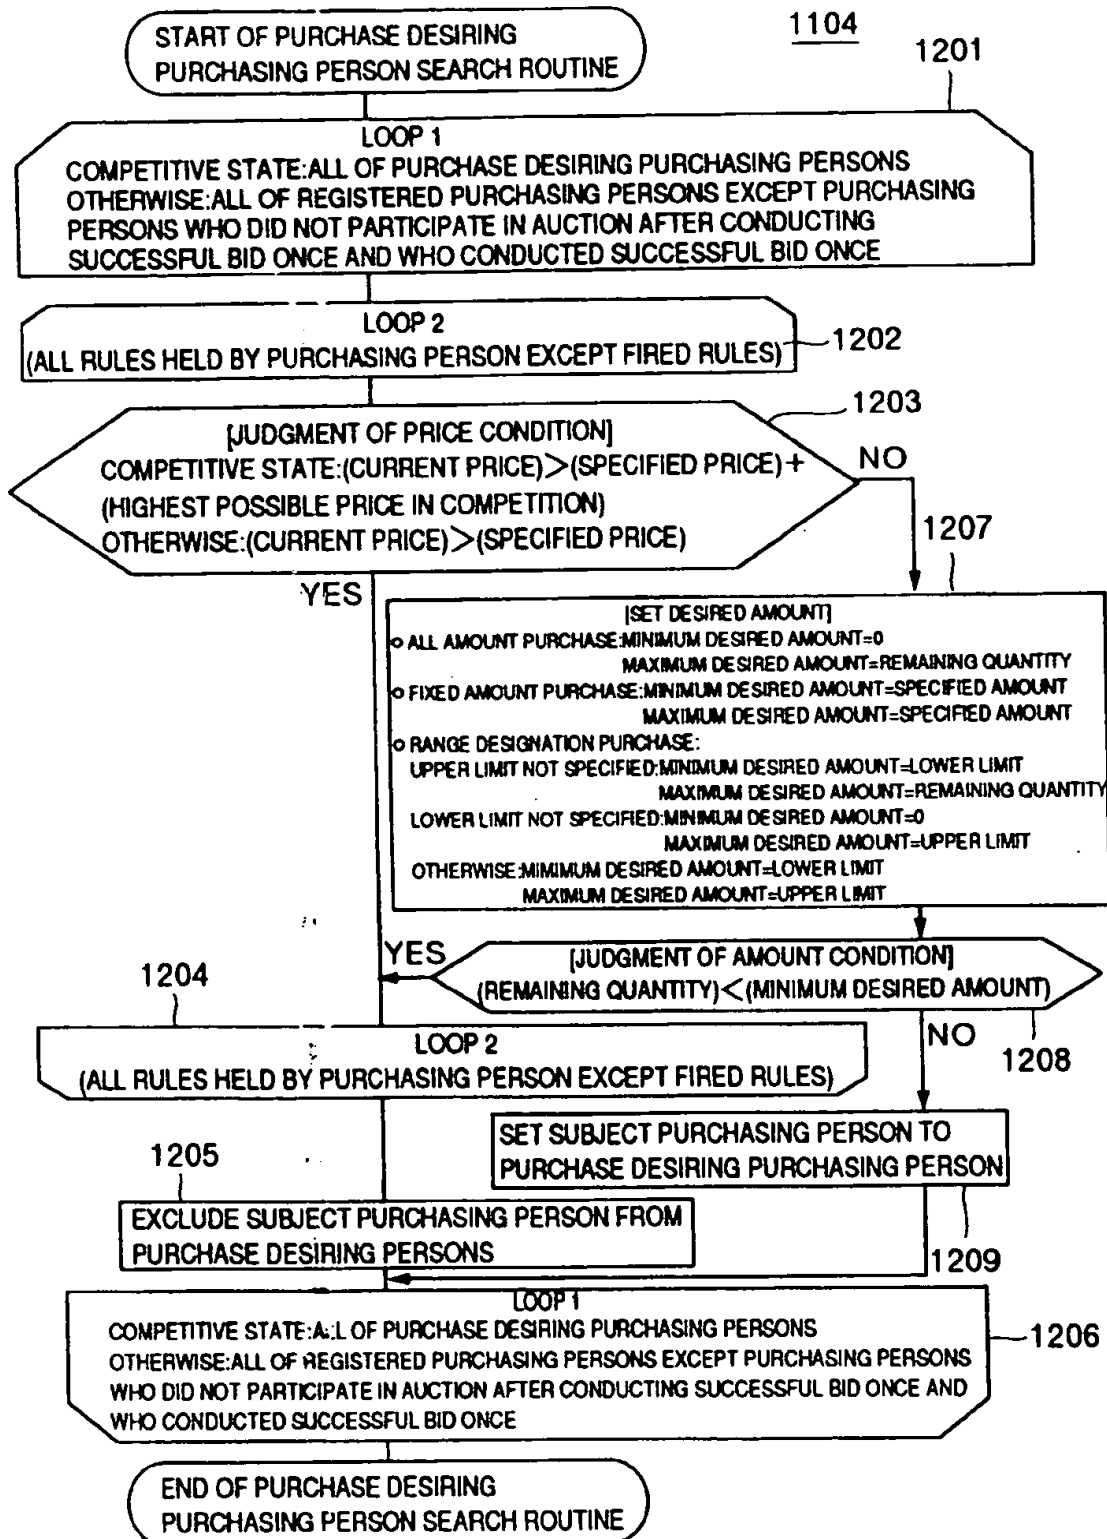 1104
START OF PURCHASE DESIRING
PURCHASING PERSON SEARCH ROUTINE
1201
LOOP 1
COMPETITIVE STATE:ALL OF PURCHASE DESIRING PURCHASING PERSONS
OTHERWISE:ALL OF REGISTERED PURCHASING PERSONS EXCEPT PURCHASING
PERSONS WHO DID NOT PARTICIPATE IN AUCTION AFTER CONDUCTING
SUCCESSFUL BID ONCE AND WHO CONDUCTED SUCCESSFUL BID ONCE
LOOP 2
(ALL RULES HELD BY PURCHASING PERSON EXCEPT FIRED RULES)
1202
1203
[JUDGMENT OF PRICE CONDITION]
COMPETITIVE STATE:(CURRENT PRICE)>(SPECIFIED PRICE)+
(HIGHEST POSSIBLE PRICE IN COMPETITION)
OTHERWISE:(CURRENT PRICE)>(SPECIFIED PRICE)
NO
YES
1207
[SET DESIRED AMOUNT]
○ ALL AMOUNT PURCHASE:MINIMUM DESIRED AMOUNT=0
MAXIMUM DESIRED AMOUNT=REMAINING QUANTITY
○ FIXED AMOUNT PURCHASE:MINIMUM DESIRED AMOUNT=SPECIFIED AMOUNT
MAXIMUM DESIRED AMOUNT=SPECIFIED AMOUNT
○ RANGE DESIGNATION PURCHASE:
UPPER LIMIT NOT SPECIFIED:MINIMUM DESIRED AMOUNT=LOWER LIMIT
MAXIMUM DESIRED AMOUNT=REMAINING QUANTITY
LOWER LIMIT NOT SPECIFIED:MINIMUM DESIRED AMOUNT=0
MAXIMUM DESIRED AMOUNT=UPPER LIMIT
OTHERWISE:MIMIMUM DESIRED AMOUNT=LOWER LIMIT
MAXIMUM DESIRED AMOUNT=UPPER LIMIT
YES
[JUDGMENT OF AMOUNT CONDITION]
(REMAINING QUANTITY)<(MINIMUM DESIRED AMOUNT)
1208
NO
1204
LOOP 2
(ALL RULES HELD BY PURCHASING PERSON EXCEPT FIRED RULES)
SET SUBJECT PURCHASING PERSON TO
PURCHASE DESIRING PURCHASING PERSON
1209
1205
EXCLUDE SUBJECT PURCHASING PERSON FROM
PURCHASE DESIRING PERSONS
LOOP 1
COMPETITIVE STATE:ALL OF PURCHASE DESIRING PURCHASING PERSONS
OTHERWISE:ALL OF REGISTERED PURCHASING PERSONS EXCEPT PURCHASING PERSONS
WHO DID NOT PARTICIPATE IN AUCTION AFTER CONDUCTING SUCCESSFUL BID ONCE AND
WHO CONDUCTED SUCCESSFUL BID ONCE
1206
END OF PURCHASE DESIRING
PURCHASING PERSON SEARCH ROUTINE